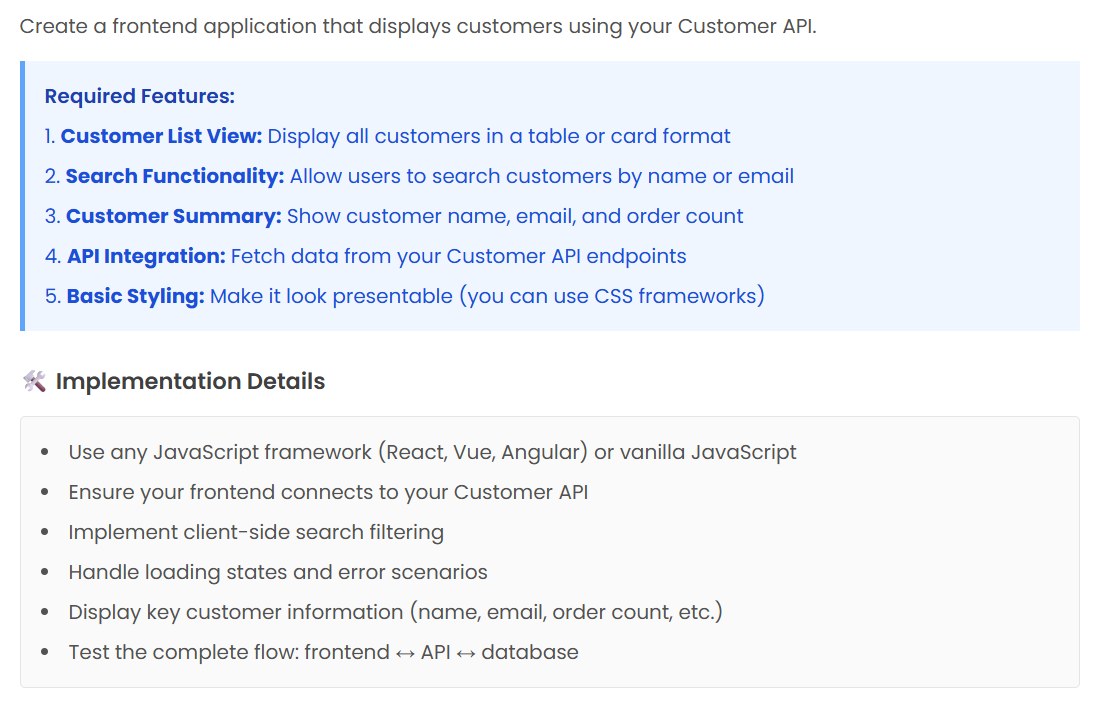 Create a frontend application that displays customers using your Customer API.
Required Features:
1. Customer List View: Display all customers in a table or card format
2. Search Functionality: Allow users to search customers by name or email
3. Customer Summary: Show customer name, email, and order count
4. API Integration: Fetch data from your Customer API endpoints
5. Basic Styling: Make it look presentable (you can use CSS frameworks)
🛠️ Implementation Details
• Use any JavaScript framework (React, Vue, Angular) or vanilla JavaScript
• Ensure your frontend connects to your Customer API
• Implement client-side search filtering
• Handle loading states and error scenarios
• Display key customer information (name, email, order count, etc.)
• Test the complete flow: frontend ↔ API ↔ database